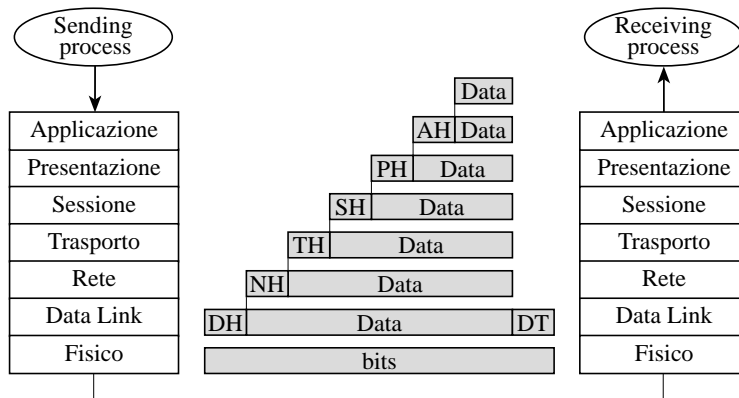 Sending
process
Receiving
process
Data
Applicazione
AH Data
Applicazione
Presentazione
PH Data
Presentazione
Sessione
SH Data
Sessione
Trasporto
TH Data
Trasporto
Rete
NH Data
Rete
Data Link
DH Data DT
Data Link
Fisico
bits
Fisico